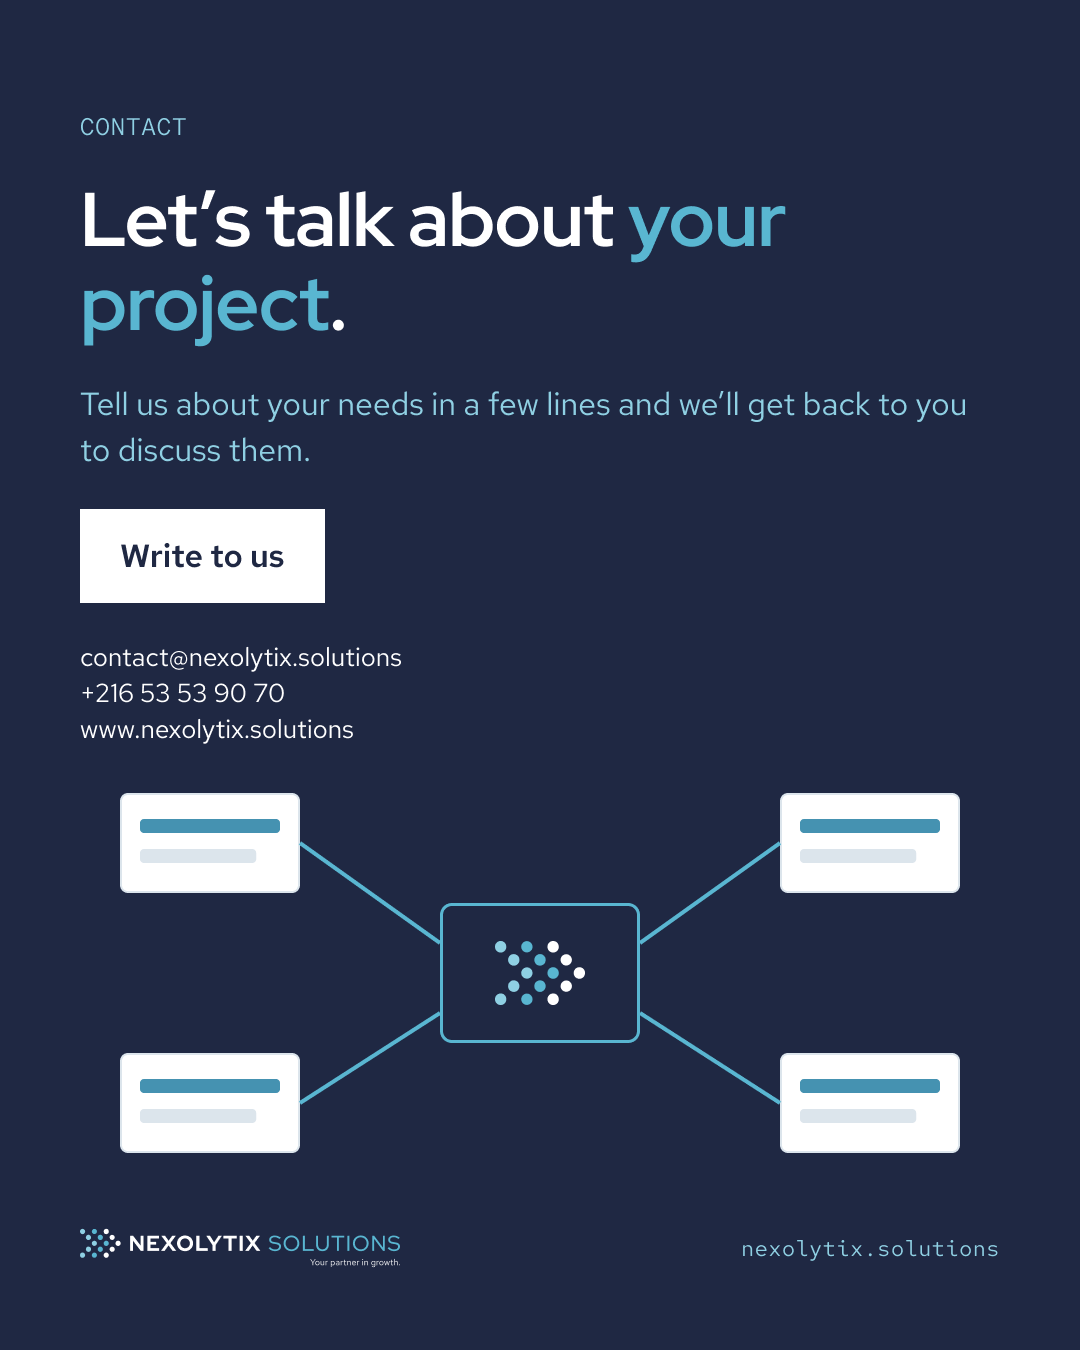 CONTACT
Let’s talk about your
project.
Tell us about your needs in a few lines and we’ll get back to you
to discuss them.
Write to us
contact@nexolytix.solutions
+216 53 53 90 70
www.nexolytix.solutions
NEXOLYTIX SOLUTIONS
Your partner in growth.
nexolytix.solutions